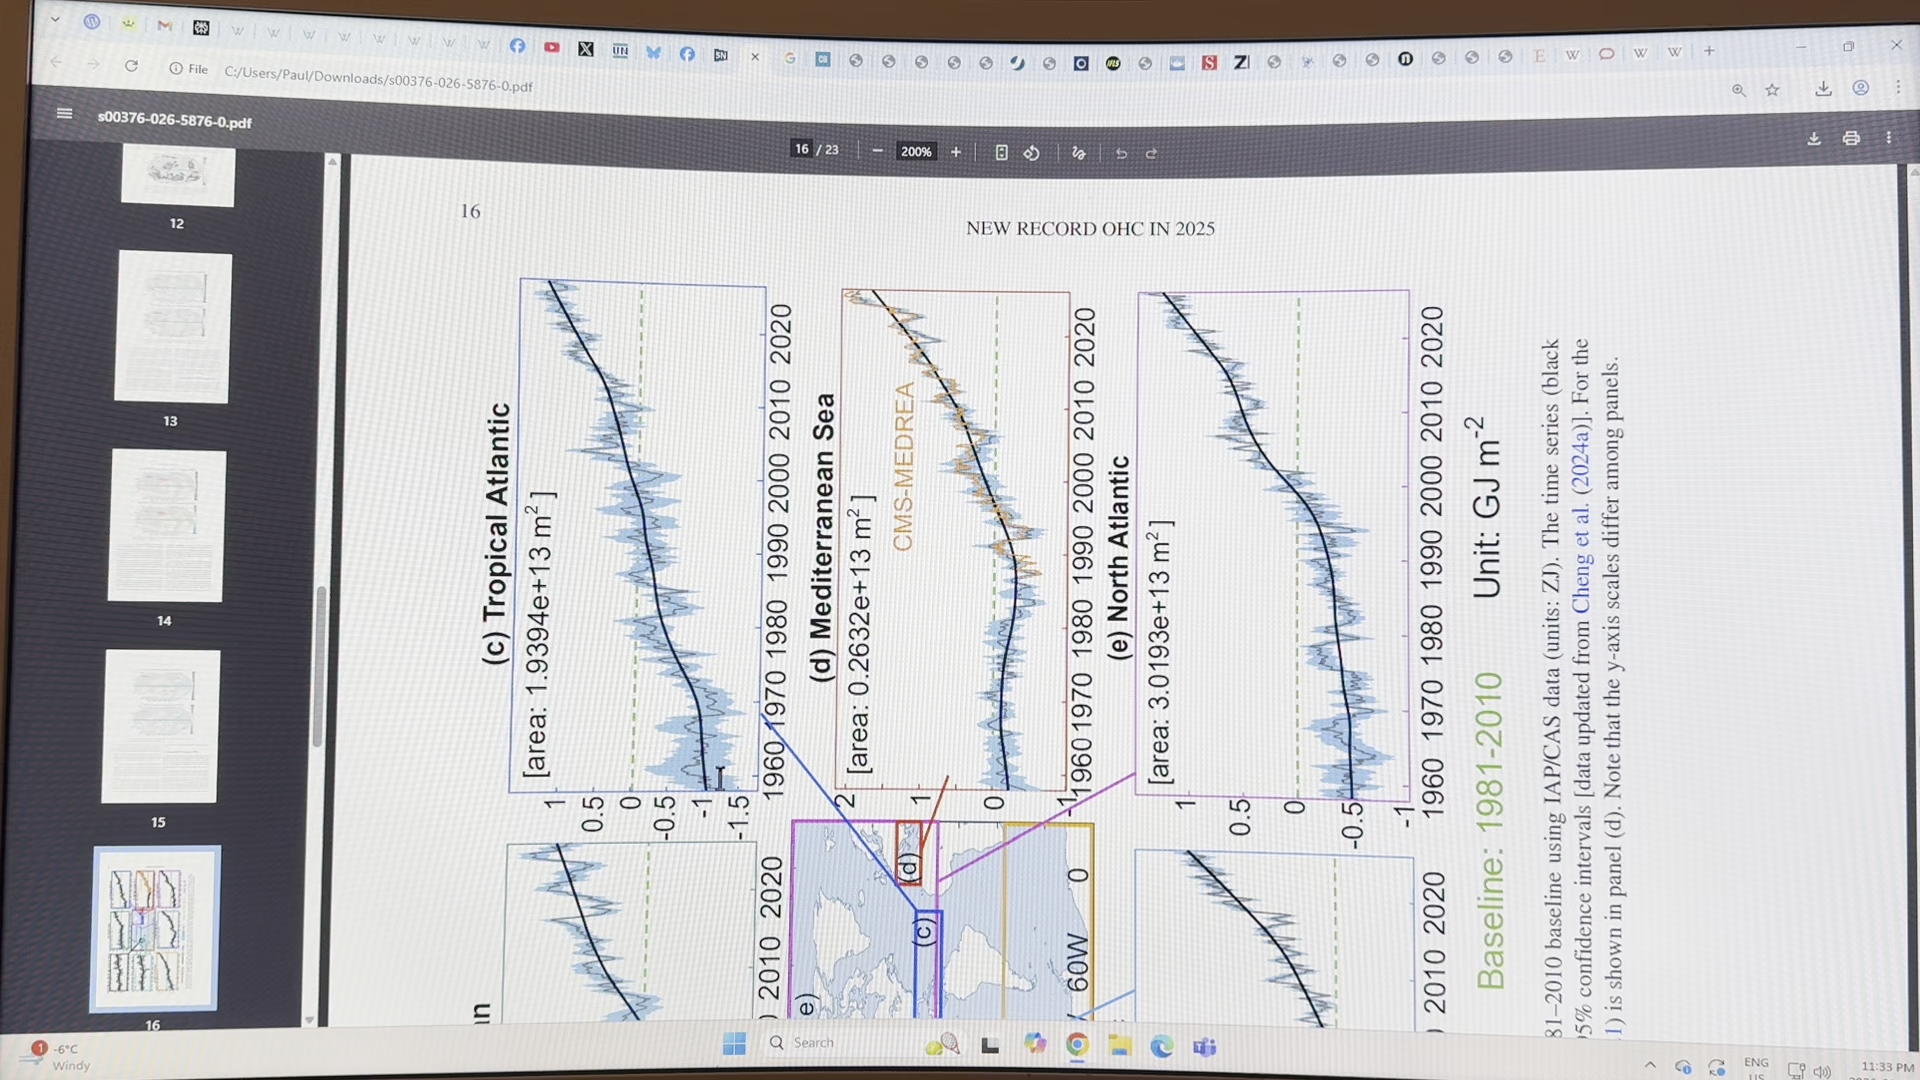 File C:/Users/Paul/Downloads/s00376-026-5876-0.pdf
s00376-026-5876-0.pdf
16 / 23
200%
12
13
14
15
16
16
NEW RECORD OHC IN 2025
(c) Tropical Atlantic
[area: 1.9394e+13 m²]
1
0.5
0
-0.5
-1
-1.5
1960 1970 1980 1990 2000 2010 2020
(d) Mediterranean Sea
[area: 0.2632e+13 m²]
CMS-MEDREA
2
1
0
-1
1960 1970 1980 1990 2000 2010 2020
(e) North Atlantic
[area: 3.0193e+13 m²]
1
0.5
0
-0.5
-1
1960 1970 1980 1990 2000 2010 2020
2010 2020
e)
(c)
(d)
60W
0
2010 2020
Baseline: 1981-2010 Unit: GJ m⁻²
81–2010 baseline using IAP/CAS data (units: ZJ). The time series (black
95% confidence intervals [data updated from Cheng et al. (2024a)]. For the
1) is shown in panel (d). Note that the y-axis scales differ among panels.
1
-6°C
Windy
Search
ENG
US
11:33 PM